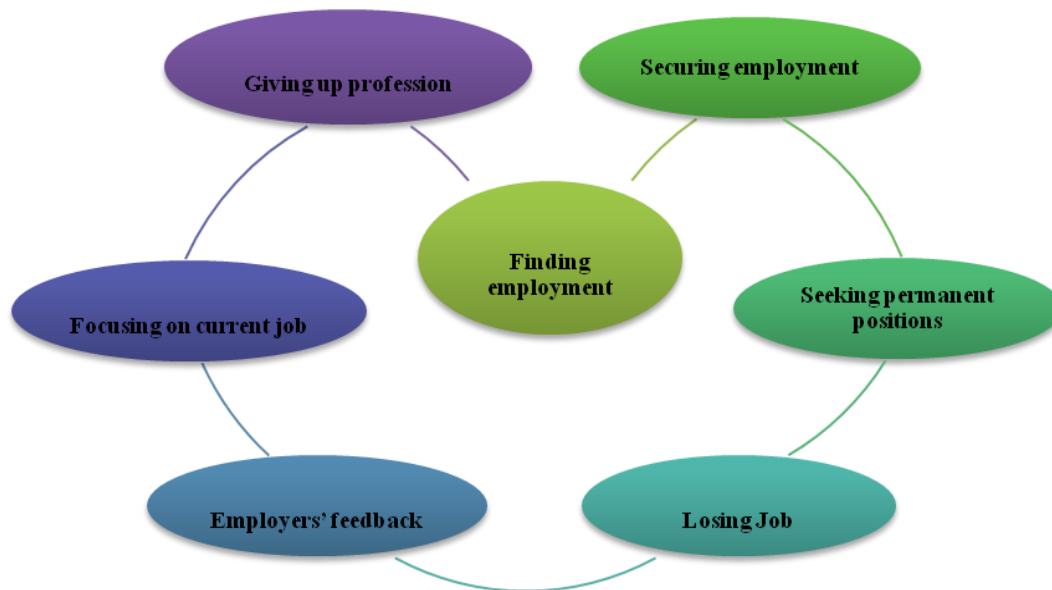 Giving up profession
Securing employment
Finding
employment
Seeking permanent
positions
Focusing on current job
Employers’ feedback
Losing Job